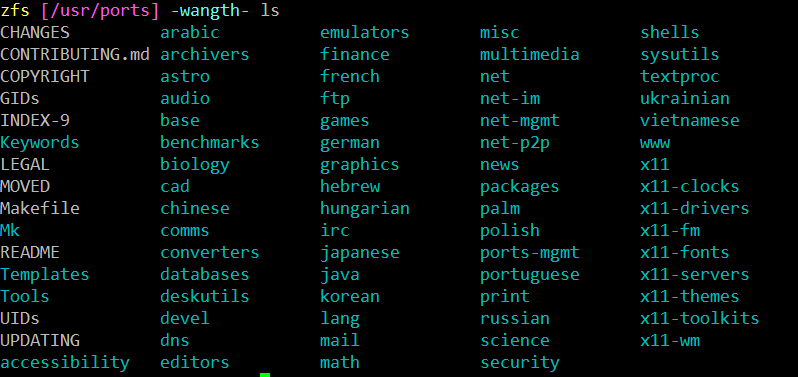 zfs [/usr/ports] -wangth- ls
CHANGES arabic emulators misc shells
CONTRIBUTING.md archivers finance multimedia sysutils
COPYRIGHT astro french net textproc
GIDs audio ftp net-im ukrainian
INDEX-9 base games net-mgmt vietnamese
Keywords benchmarks german net-p2p www
LEGAL biology graphics news x11
MOVED cad hebrew packages x11-clocks
Makefile chinese hungarian palm x11-drivers
Mk comms irc polish x11-fm
README converters japanese ports-mgmt x11-fonts
Templates databases java portuguese x11-servers
Tools deskutils korean print x11-themes
UIDs devel lang russian x11-toolkits
UPDATING dns mail science x11-wm
accessibility editors math security